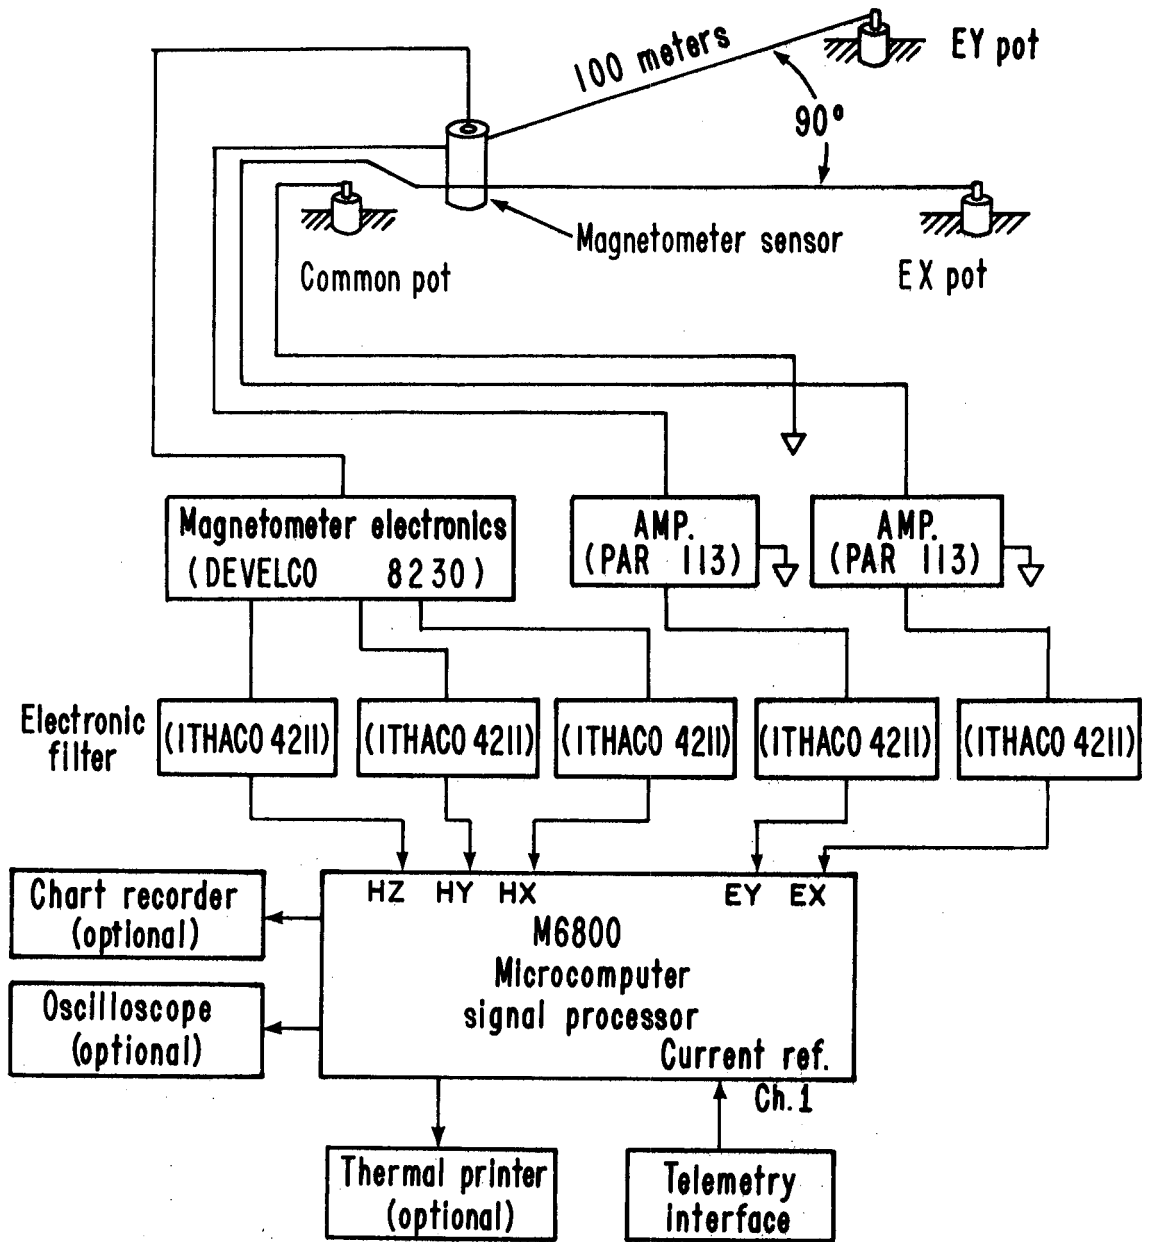 100 meters
EY pot
90°
Magnetometer sensor
Common pot
EX pot
Magnetometer electronics
(DEVELCO 8230)
AMP.
(PAR 113)
AMP.
(PAR 113)
Electronic
filter
(ITHACO 4211)
(ITHACO 4211)
(ITHACO 4211)
(ITHACO 4211)
(ITHACO 4211)
HZ HY HX EY EX
Chart recorder
(optional)
M6800
Microcomputer
signal processor
Oscilloscope
(optional)
Current ref.
Ch. 1
Thermal printer
(optional)
Telemetry
interface